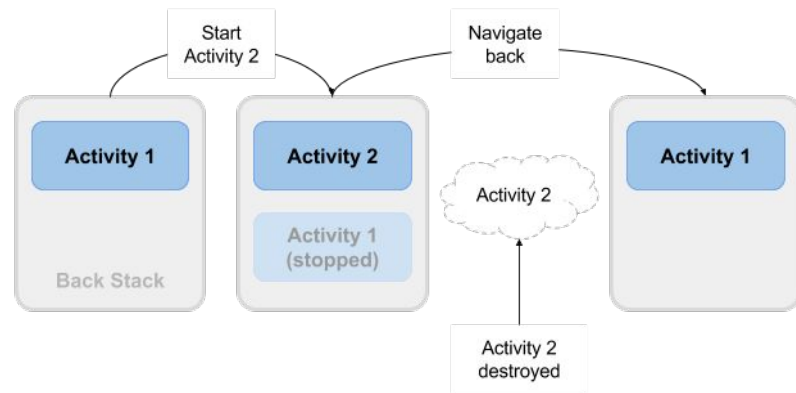 Start
Activity 2
Navigate
back
Activity 1
Activity 2
Activity 1
Activity 2
Activity 1
(stopped)
Back Stack
Activity 2
destroyed